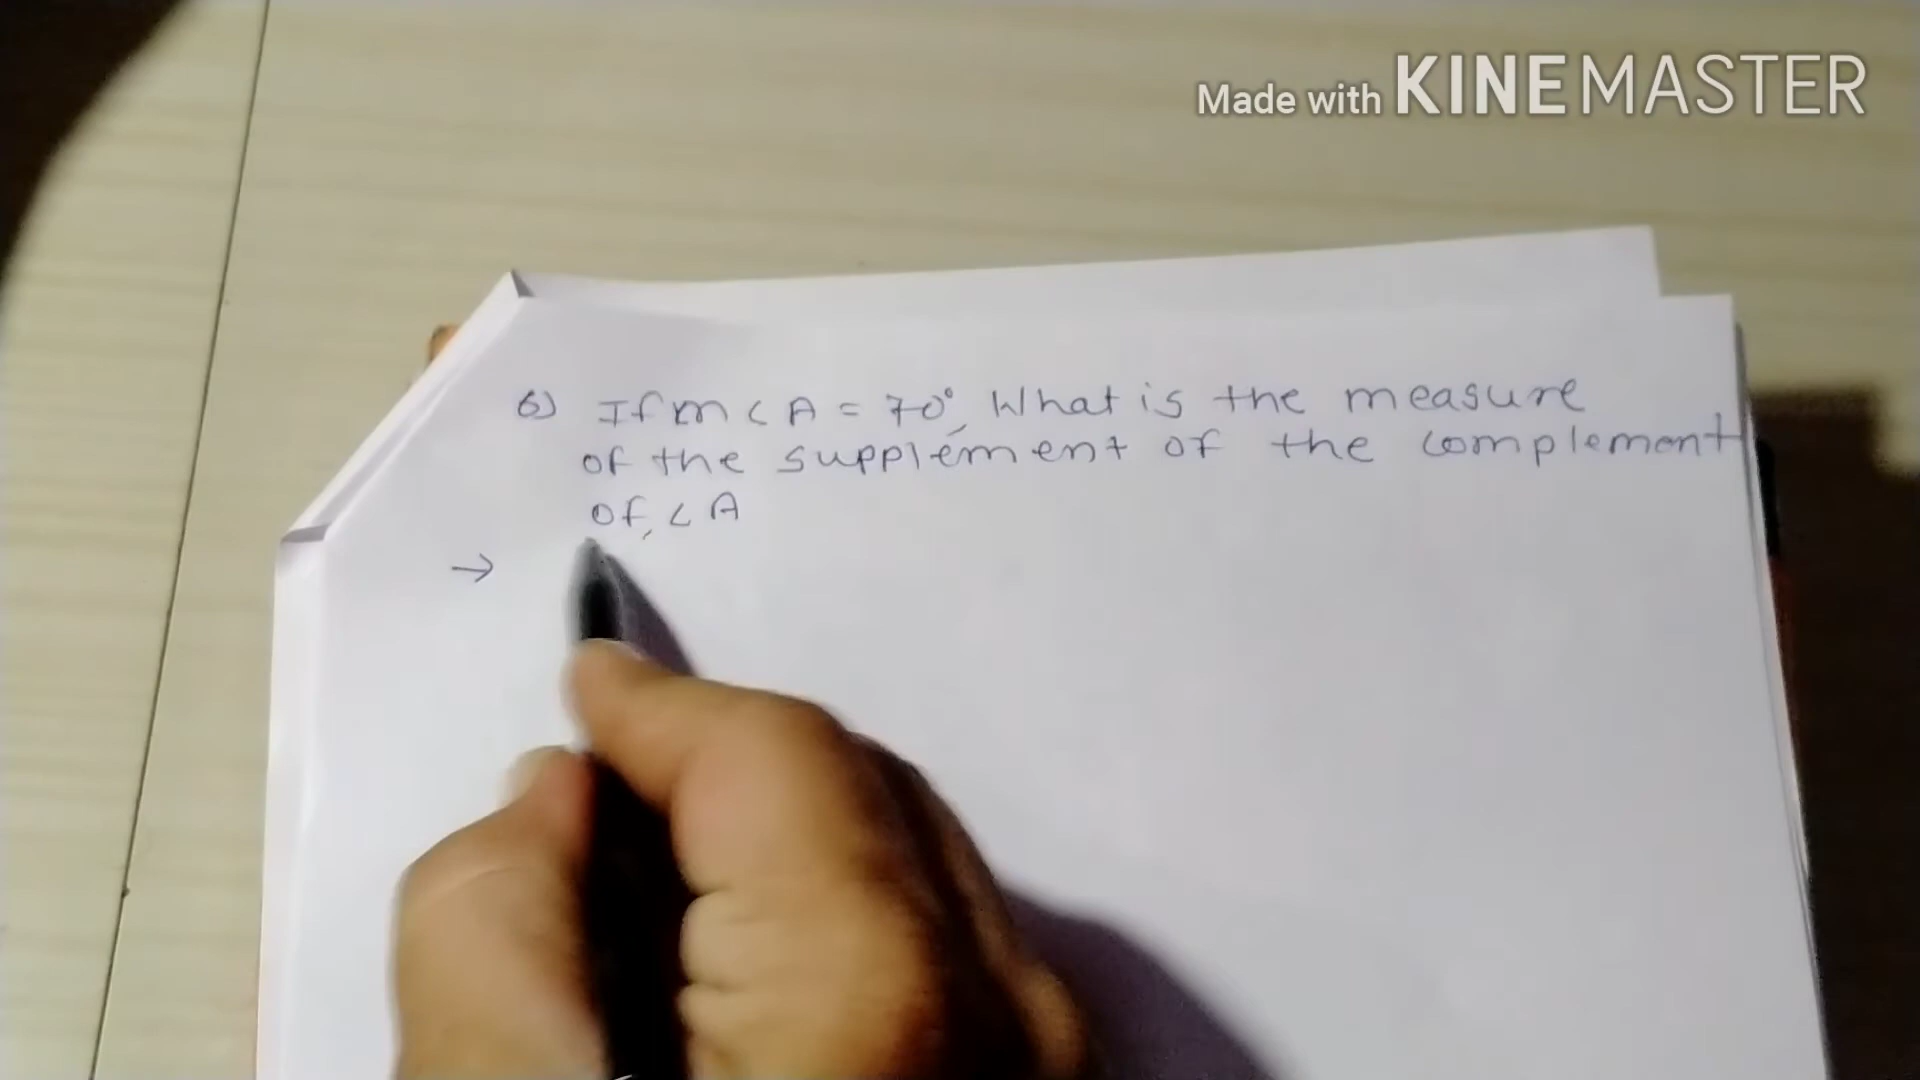 Made with KINEMASTER
6) If m < A = 70°, What is the measure
of the supplement of the complement
of, < A
→